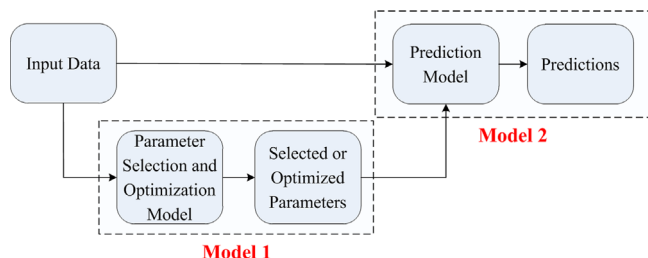 Input Data
Prediction
Model
Predictions
Model 2
Parameter
Selection and
Optimization
Model
Selected or
Optimized
Parameters
Model 1